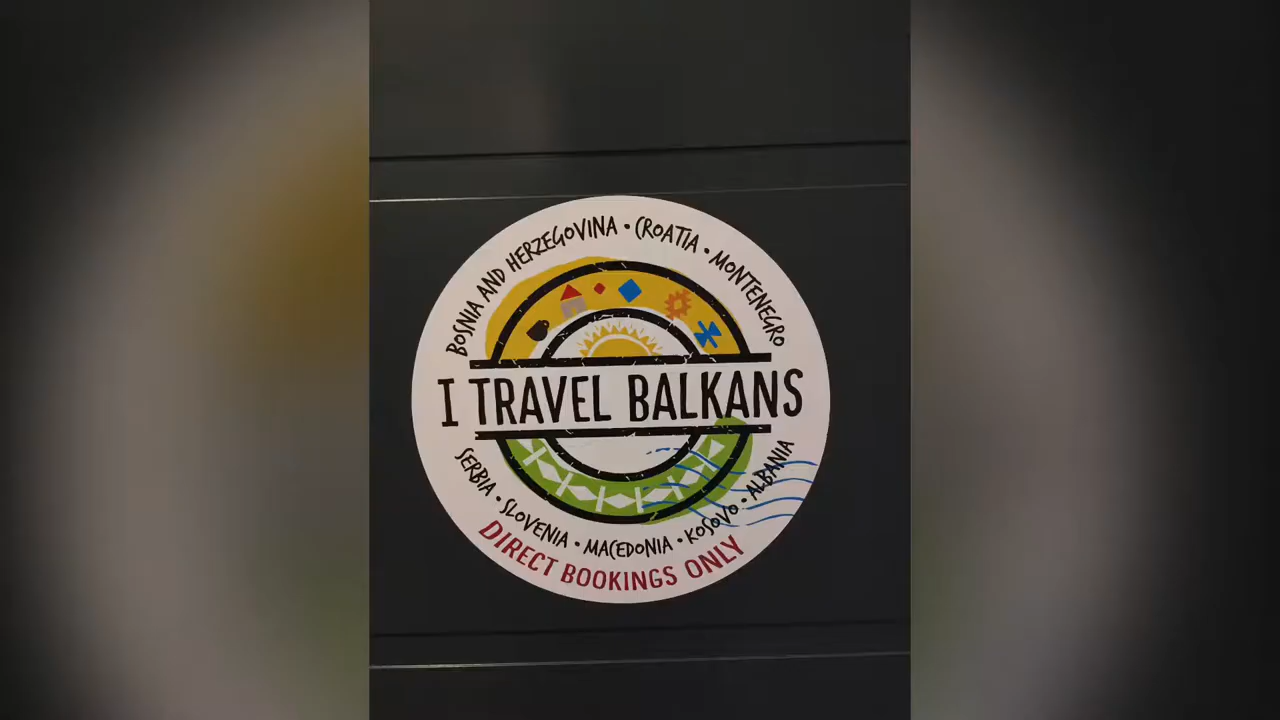 BOSNIA AND HERZEGOVINA • CROATIA • MONTENEGRO
I TRAVEL BALKANS
SERBIA • SLOVENIA • MACEDONIA • KOSOVO • ALBANIA
DIRECT BOOKINGS ONLY